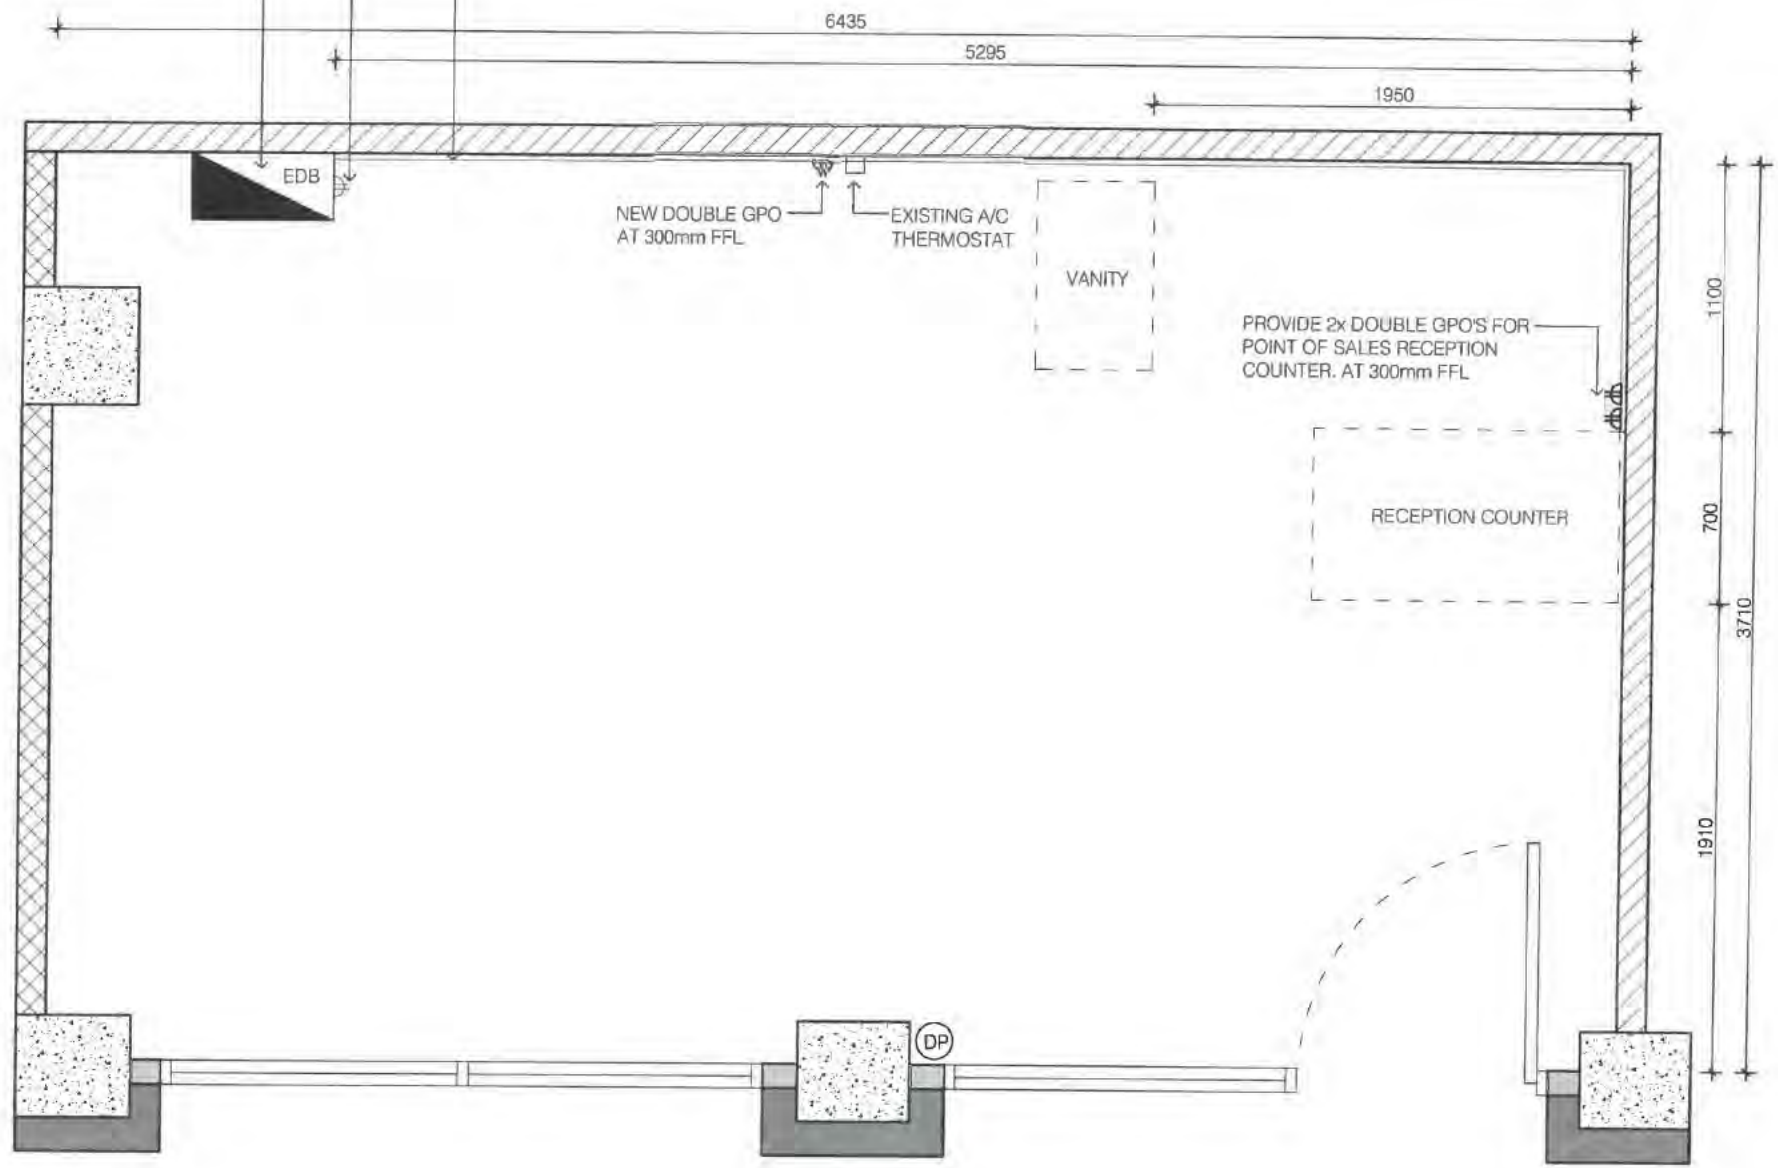 6435
5295
1950
EDB
NEW DOUBLE GPO
AT 300mm FFL
EXISTING A/C
THERMOSTAT
VANITY
1100
PROVIDE 2x DOUBLE GPO'S FOR
POINT OF SALES RECEPTION
COUNTER. AT 300mm FFL
RECEPTION COUNTER
700
3710
1910
DP